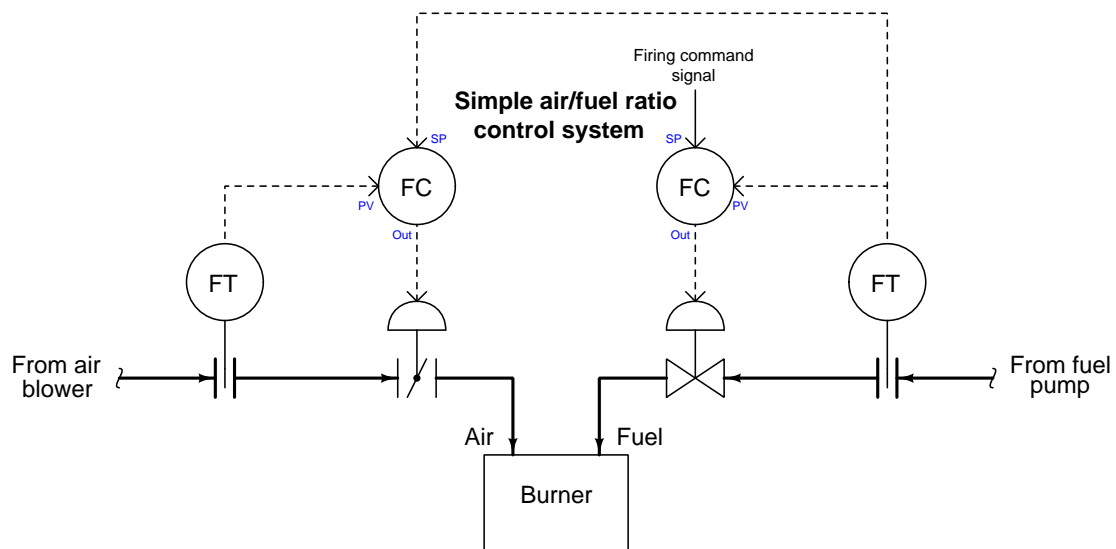 Firing command
signal
Simple air/fuel ratio
control system
SP
SP
FC
FC
PV
PV
Out
Out
FT
FT
From air
blower
From fuel
pump
Air
Fuel
Burner